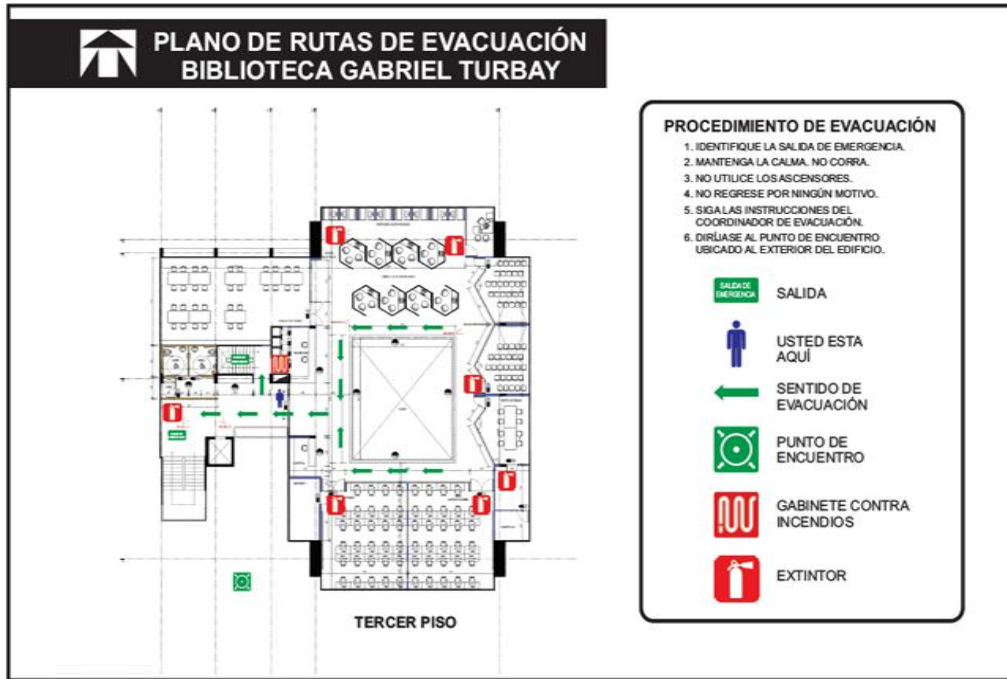 PLANO DE RUTAS DE EVACUACIÓN
BIBLIOTECA GABRIEL TURBAY
PROCEDIMIENTO DE EVACUACIÓN
1. IDENTIFIQUE LA SALIDA DE EMERGENCIA.
2. MANTENGA LA CALMA. NO CORRA.
3. NO UTILICE LOS ASCENSORES.
4. NO REGRESE POR NINGÚN MOTIVO.
5. SIGA LAS INSTRUCCIONES DEL
COORDINADOR DE EVACUACIÓN.
6. DIRÍJASE AL PUNTO DE ENCUENTRO
UBICADO AL EXTERIOR DEL EDIFICIO.
SALIDA DE
EMERGENCIA
SALIDA
USTED ESTA
AQUÍ
SENTIDO DE
EVACUACIÓN
PUNTO DE
ENCUENTRO
GABINETE CONTRA
INCENDIOS
EXTINTOR
TERCER PISO